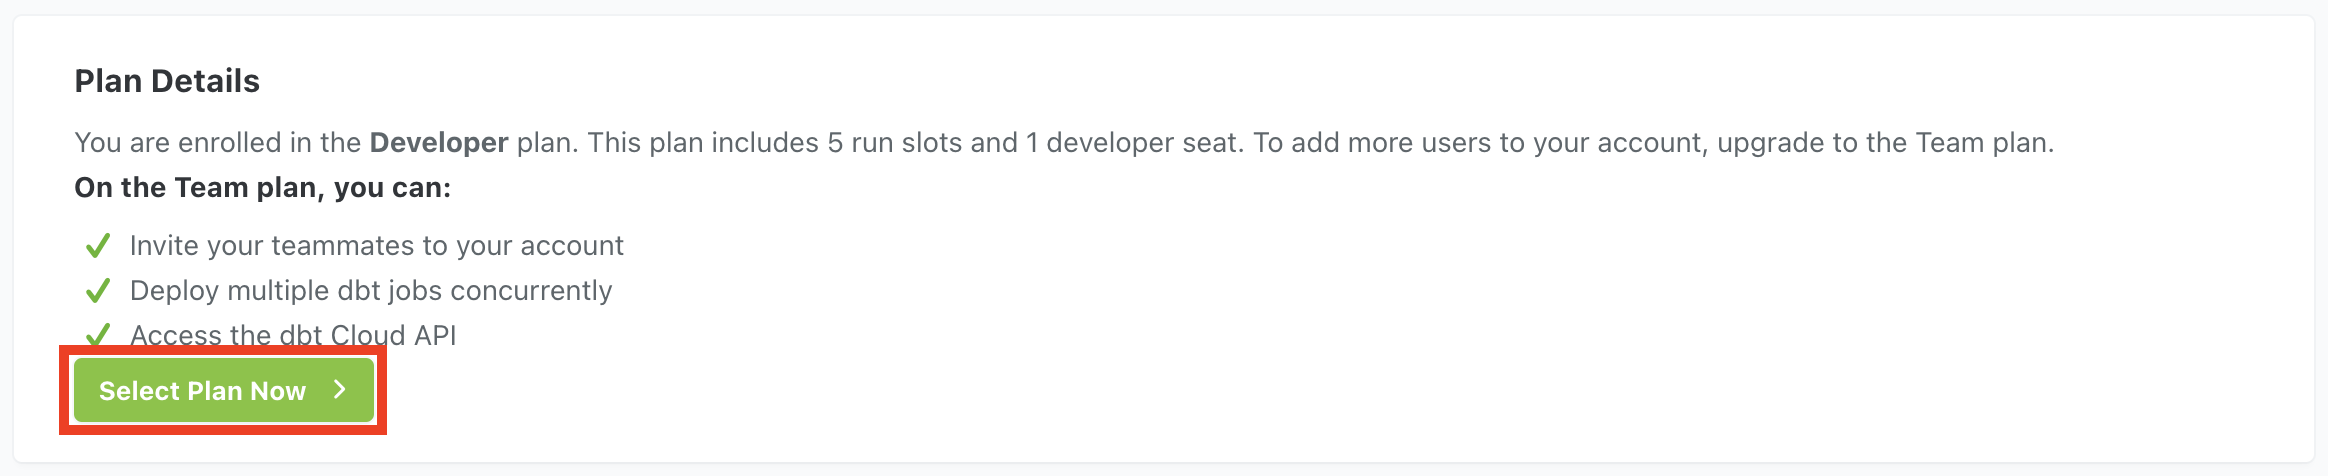 Plan Details
You are enrolled in the Developer plan. This plan includes 5 run slots and 1 developer seat. To add more users to your account, upgrade to the Team plan.
On the Team plan, you can:
Invite your teammates to your account
Deploy multiple dbt jobs concurrently
Access the dbt Cloud API
Select Plan Now